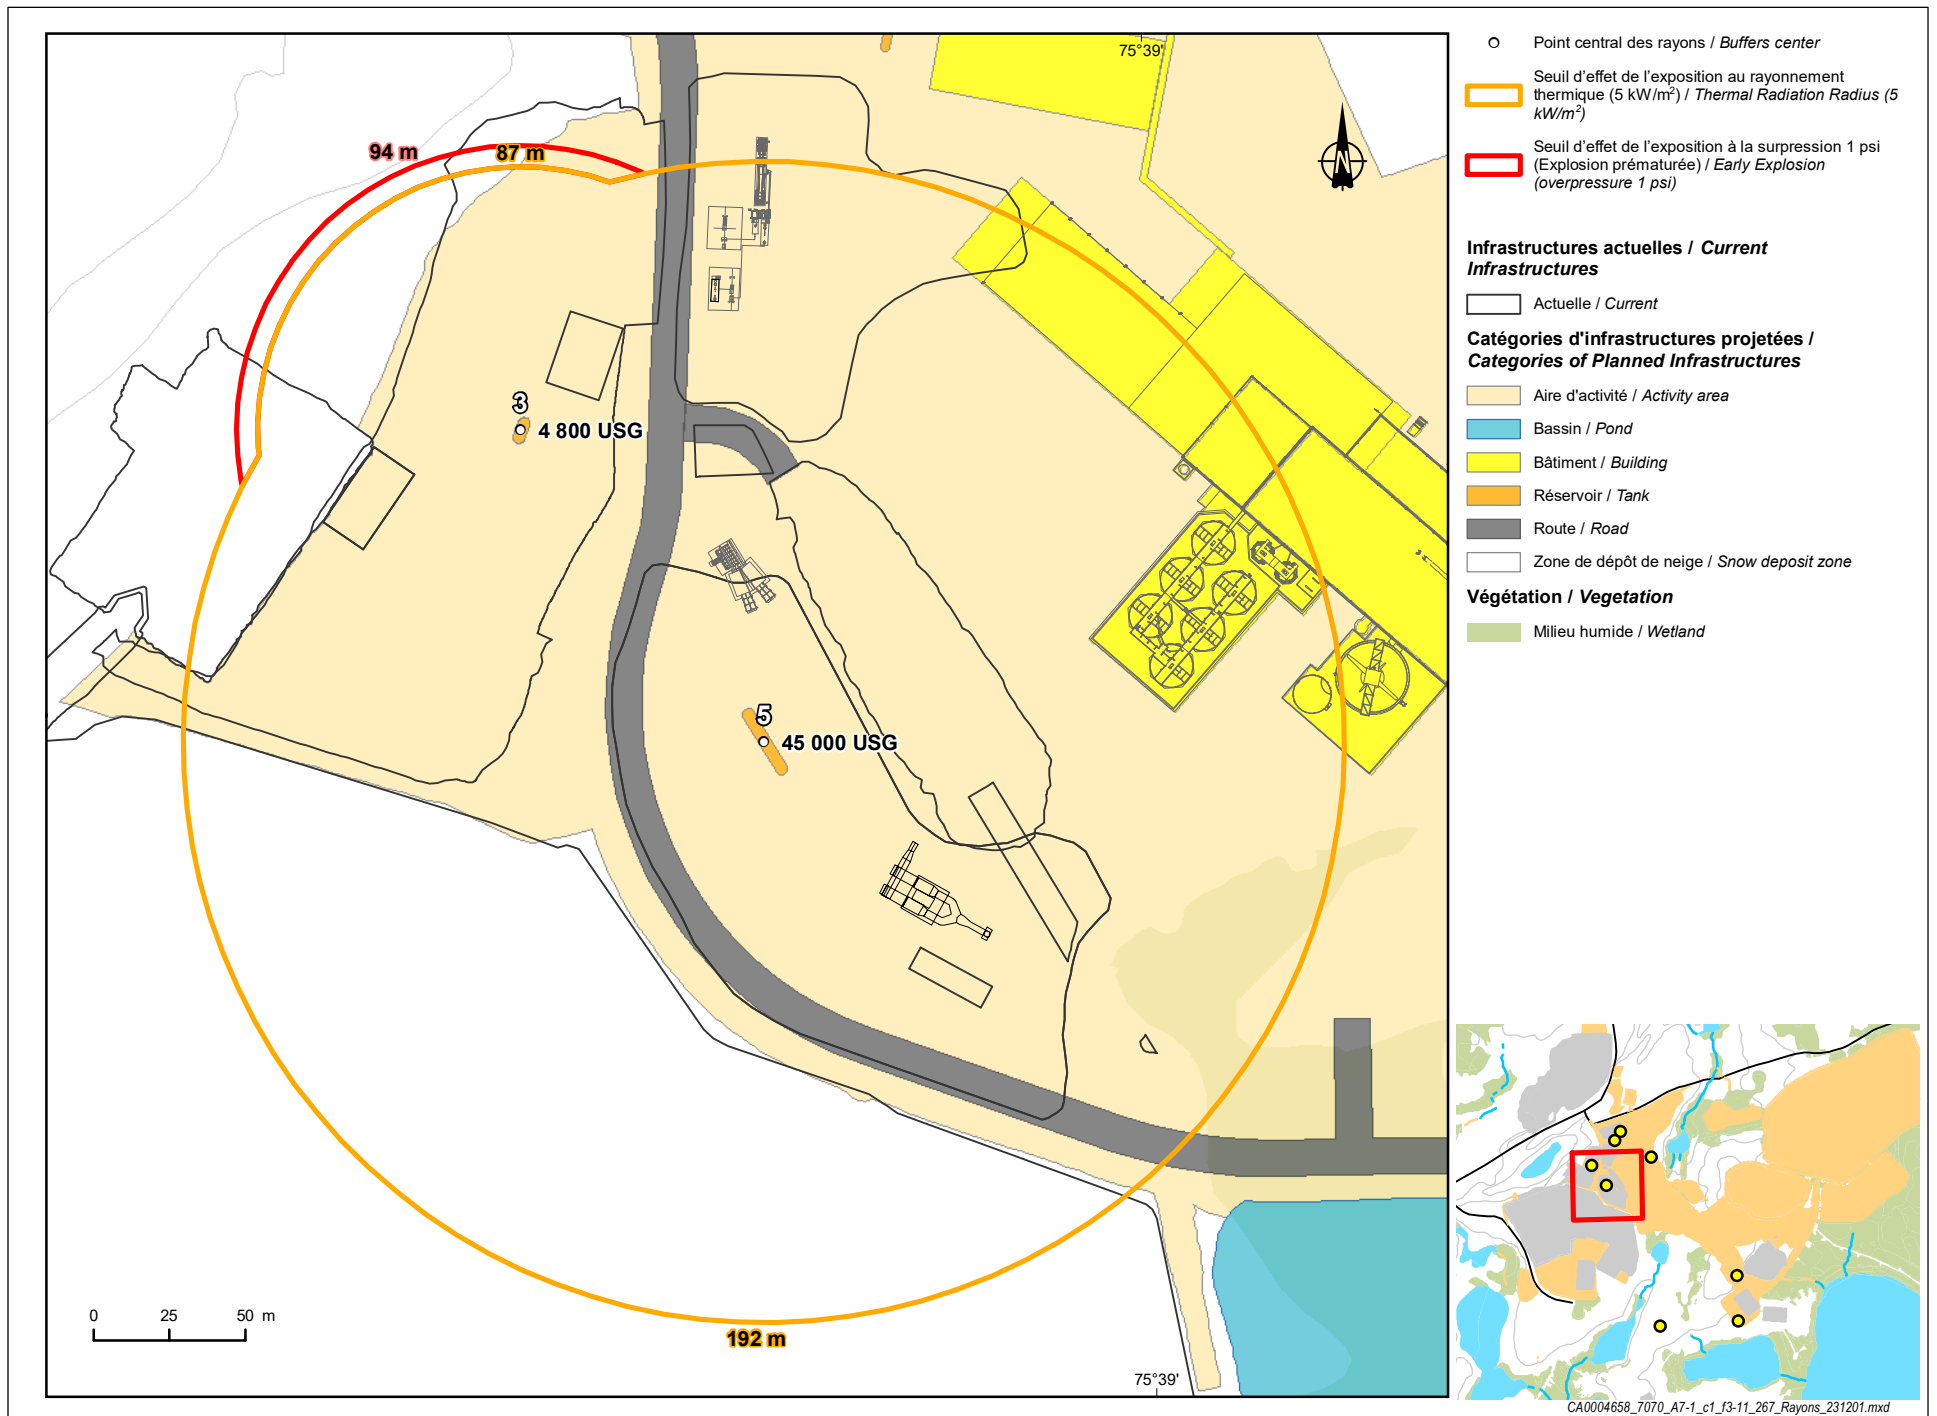 75°39'
94 m
87 m
3
4 800 USG
5
45 000 USG
192 m
0 25 50 m
75°39'
N
Point central des rayons / Buffers center
Seuil d'effet de l'exposition au rayonnement
thermique (5 kW/m²) / Thermal Radiation Radius (5
kW/m²)
Seuil d'effet de l'exposition à la surpression 1 psi
(Explosion prématurée) / Early Explosion
(overpressure 1 psi)
Infrastructures actuelles / Current
Infrastructures
Actuelle / Current
Catégories d'infrastructures projetées /
Categories of Planned Infrastructures
Aire d'activité / Activity area
Bassin / Pond
Bâtiment / Building
Réservoir / Tank
Route / Road
Zone de dépôt de neige / Snow deposit zone
Végétation / Vegetation
Milieu humide / Wetland
CA0004658_7070_A7-1_c1_f3-11_267_Rayons_231201.mxd